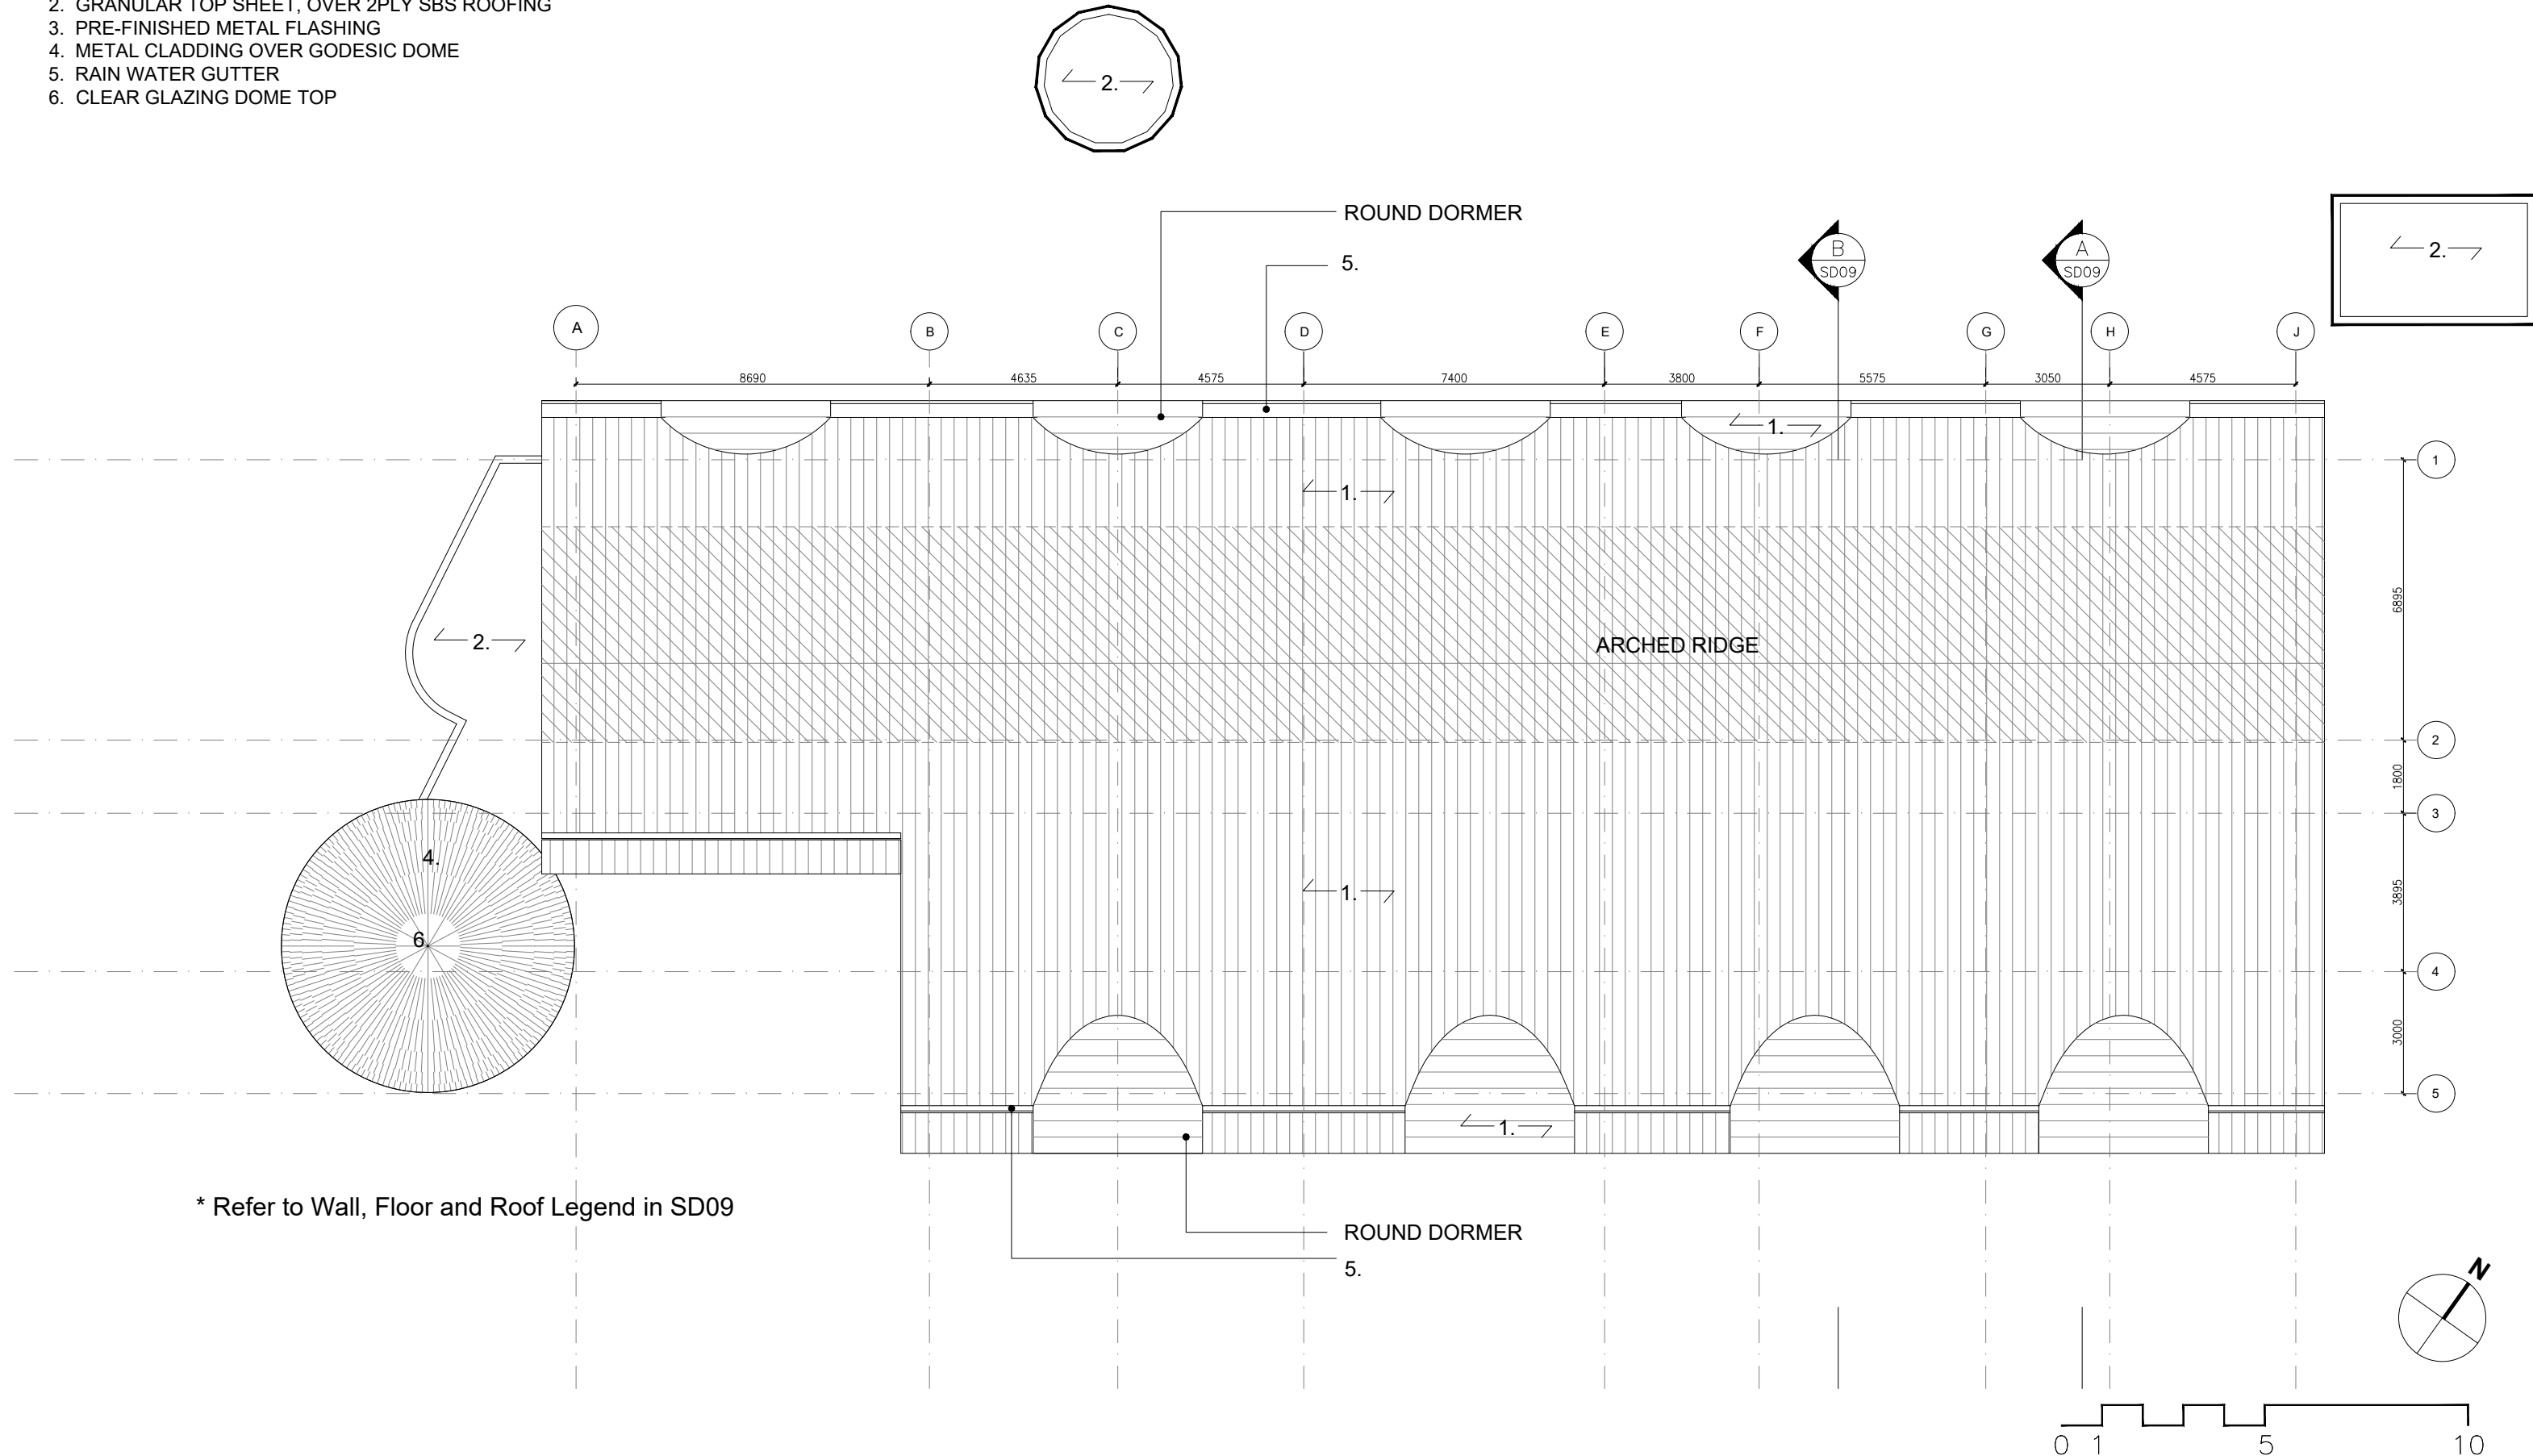 2. GRANULAR TOP SHEET, OVER 2PLY SBS ROOFING
3. PRE-FINISHED METAL FLASHING
4. METAL CLADDING OVER GODESIC DOME
5. RAIN WATER GUTTER
6. CLEAR GLAZING DOME TOP
2.
ROUND DORMER
5.
B
SD09
A
SD09
2.
A
B
C
D
E
F
G
H
J
8690
4635
4575
7400
3800
5575
3050
4575
1.
1
1.
6895
2.
ARCHED RIDGE
2
1800
3
4.
1.
3895
6.
4
3000
5
1.
* Refer to Wall, Floor and Roof Legend in SD09
ROUND DORMER
5.
N
0 1 5 10